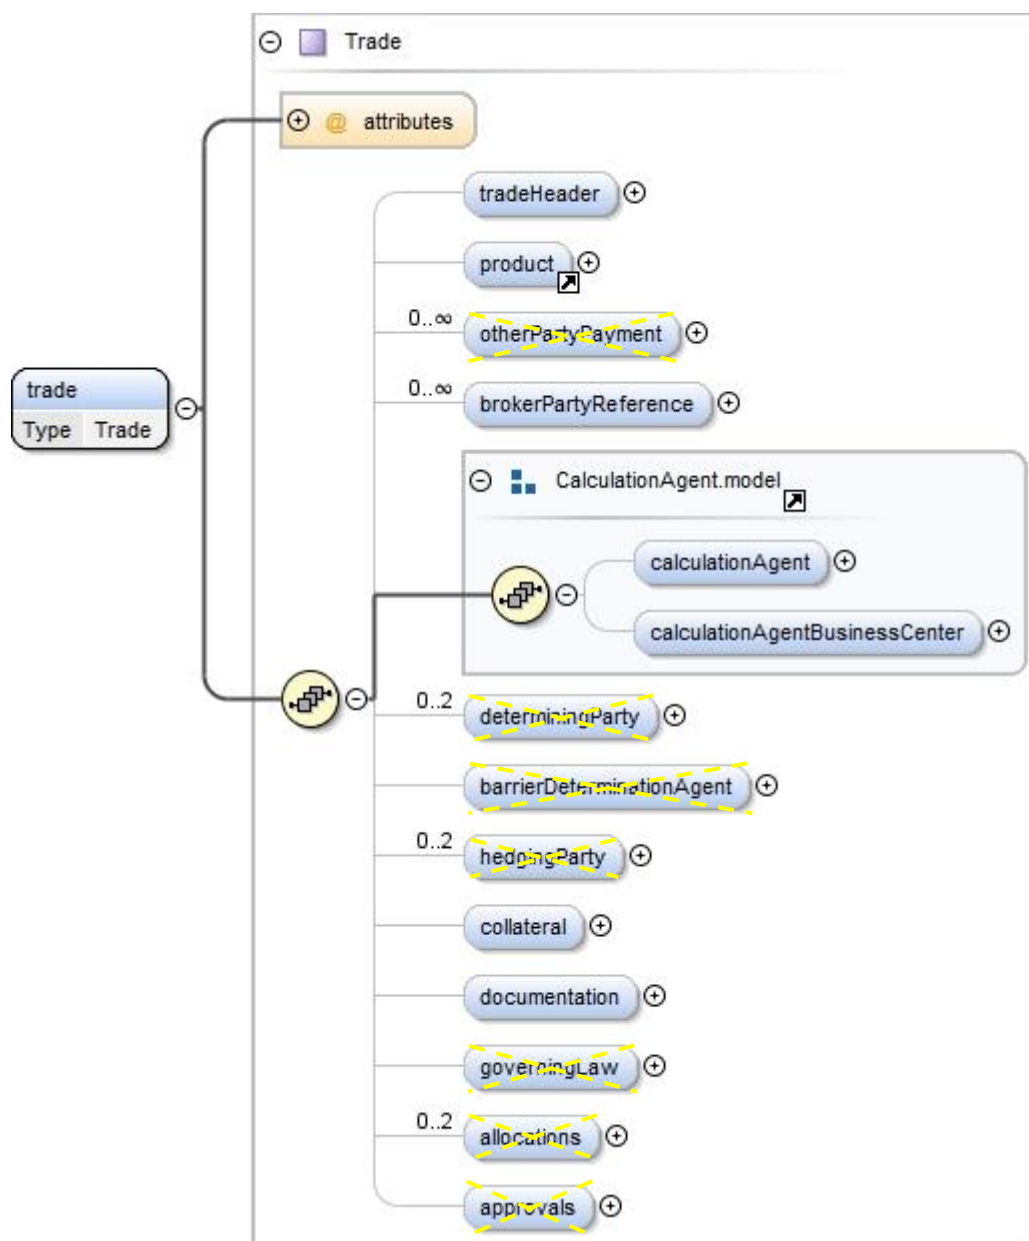 Trade
@ attributes
tradeHeader
product
0..∞
otherPartyPayment
0..∞
brokerPartyReference
trade
Type Trade
CalculationAgent.model
calculationAgent
calculationAgentBusinessCenter
0..2
determiningParty
barrierDeterminationAgent
0..2
hedgingParty
collateral
documentation
governingLaw
0..2
allocations
approvals